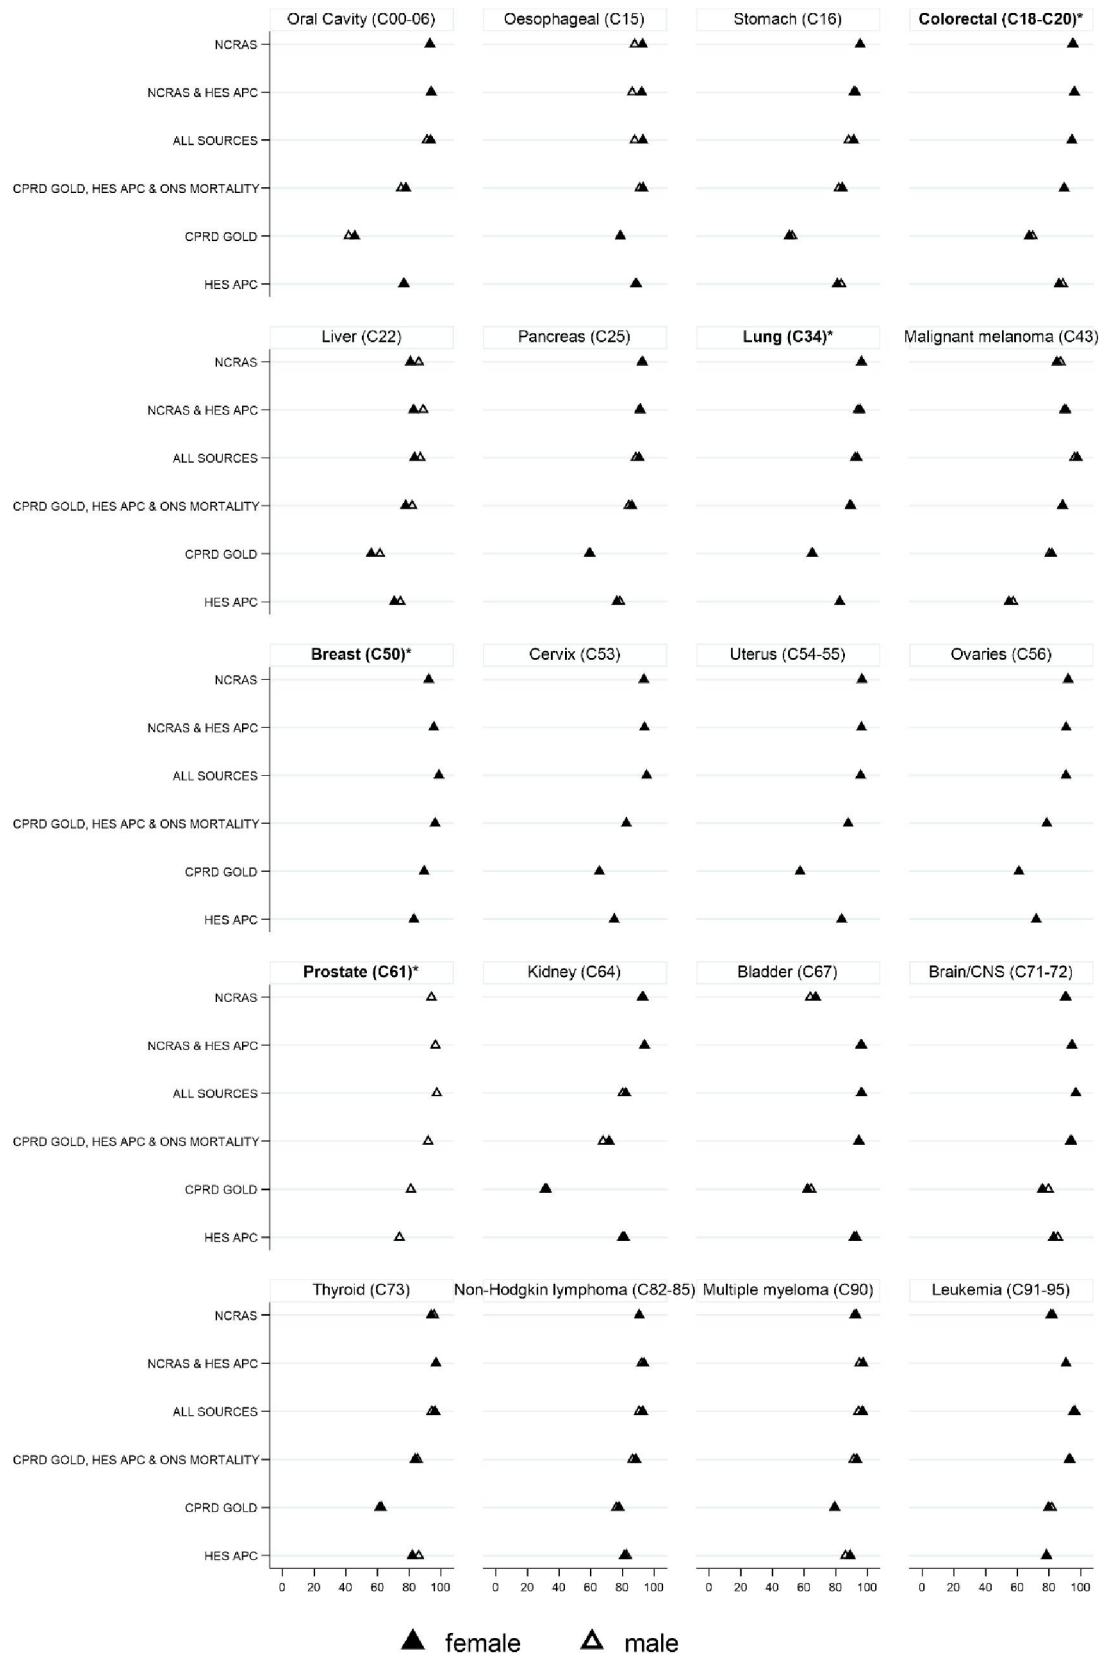 Oral Cavity (C00-06) Oesophageal (C15) Stomach (C16) Colorectal (C18-C20)*
NCRAS
NCRAS & HES APC
ALL SOURCES
CPRD GOLD, HES APC & ONS MORTALITY
CPRD GOLD
HES APC
Liver (C22) Pancreas (C25) Lung (C34)* Malignant melanoma (C43)
NCRAS
NCRAS & HES APC
ALL SOURCES
CPRD GOLD, HES APC & ONS MORTALITY
CPRD GOLD
HES APC
Breast (C50)* Cervix (C53) Uterus (C54-55) Ovaries (C56)
NCRAS
NCRAS & HES APC
ALL SOURCES
CPRD GOLD, HES APC & ONS MORTALITY
CPRD GOLD
HES APC
Prostate (C61)* Kidney (C64) Bladder (C67) Brain/CNS (C71-72)
NCRAS
NCRAS & HES APC
ALL SOURCES
CPRD GOLD, HES APC & ONS MORTALITY
CPRD GOLD
HES APC
Thyroid (C73) Non-Hodgkin lymphoma (C82-85) Multiple myeloma (C90) Leukemia (C91-95)
NCRAS
NCRAS & HES APC
ALL SOURCES
CPRD GOLD, HES APC & ONS MORTALITY
CPRD GOLD
HES APC
0 20 40 60 80 100 0 20 40 60 80 100 0 20 40 60 80 100 0 20 40 60 80 100
female male